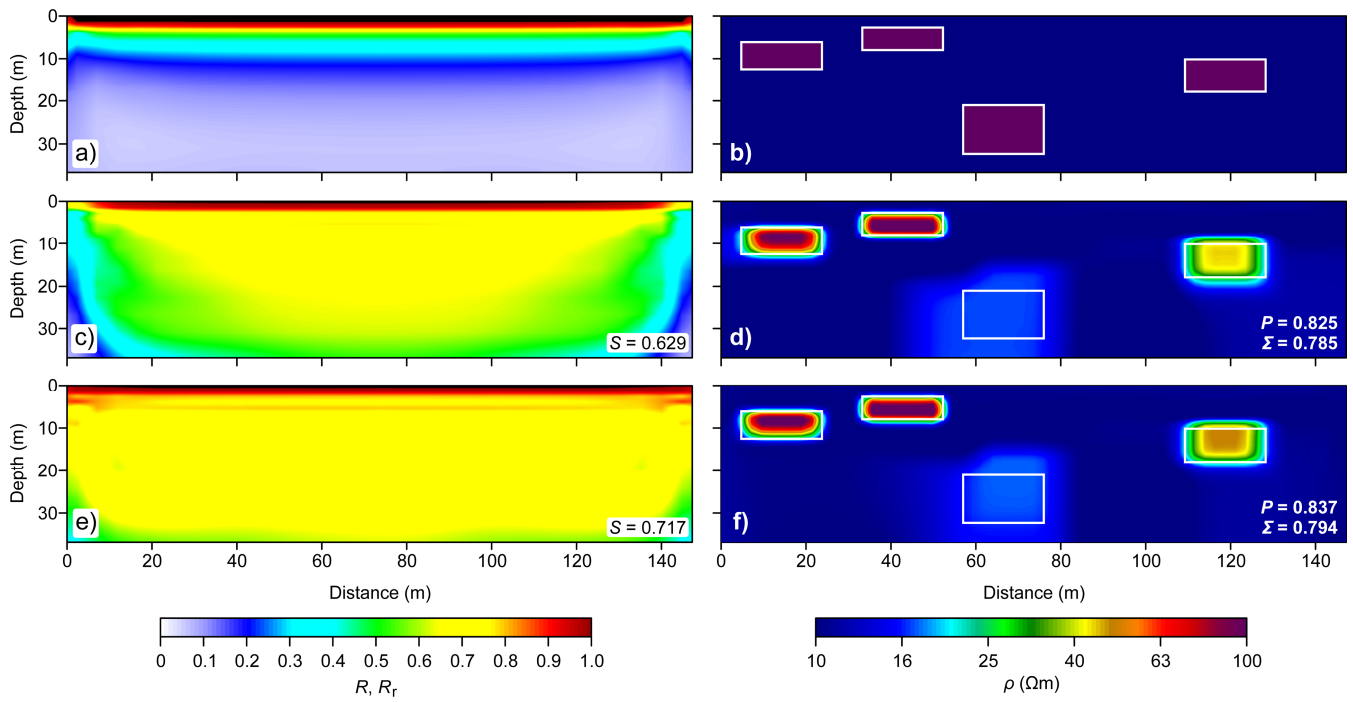 0
10
20
30
Depth (m)
a)
b)
0
10
20
30
Depth (m)
c)
S = 0.629
d)
P = 0.825
Σ = 0.785
0
10
20
30
Depth (m)
e)
S = 0.717
f)
P = 0.837
Σ = 0.794
0 20 40 60 80 100 120 140
0 20 40 60 80 100 120 140
Distance (m)
Distance (m)
0 0.1 0.2 0.3 0.4 0.5 0.6 0.7 0.8 0.9 1.0
R, Rr
10 16 25 40 63 100
ρ (Ωm)